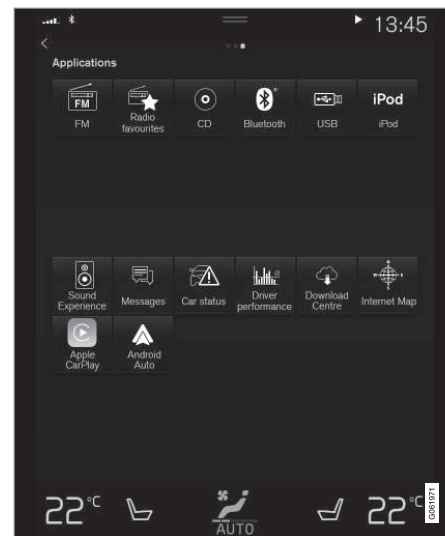 13:45
Applications
FM
iPod
FM
Radio
favourites
CD
Bluetooth
USB
iPod
Sound
Experience
Messages
Car status
Driver
performance
Download
Centre
Internet Map
Apple
CarPlay
Android
Auto
22°C
AUTO
22°C
G061971